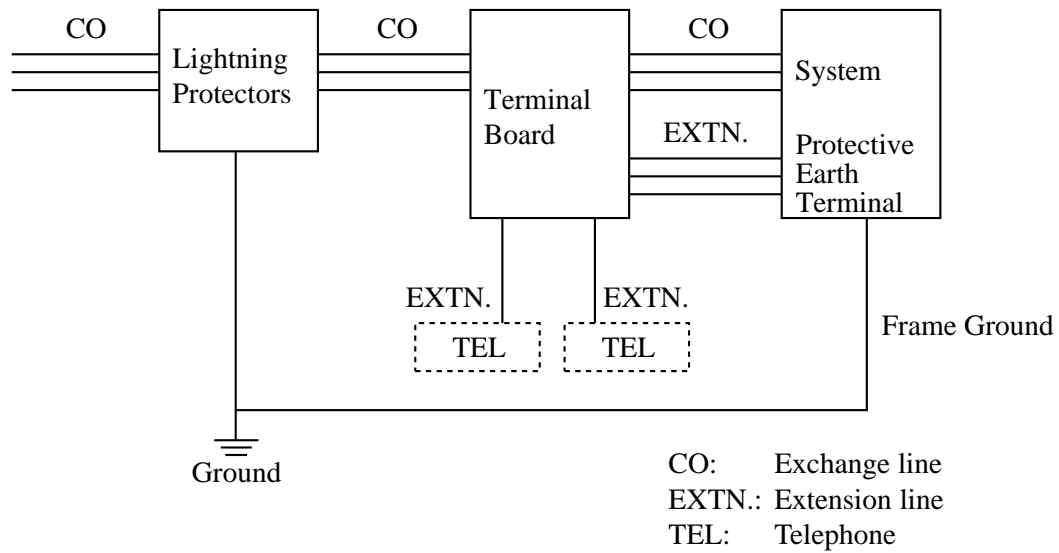 CO
CO
CO
Lightning
Protectors
Terminal
Board
System
EXTN.
Protective
Earth
Terminal
EXTN.
EXTN.
TEL
TEL
Frame Ground
Ground
CO: Exchange line
EXTN.: Extension line
TEL: Telephone